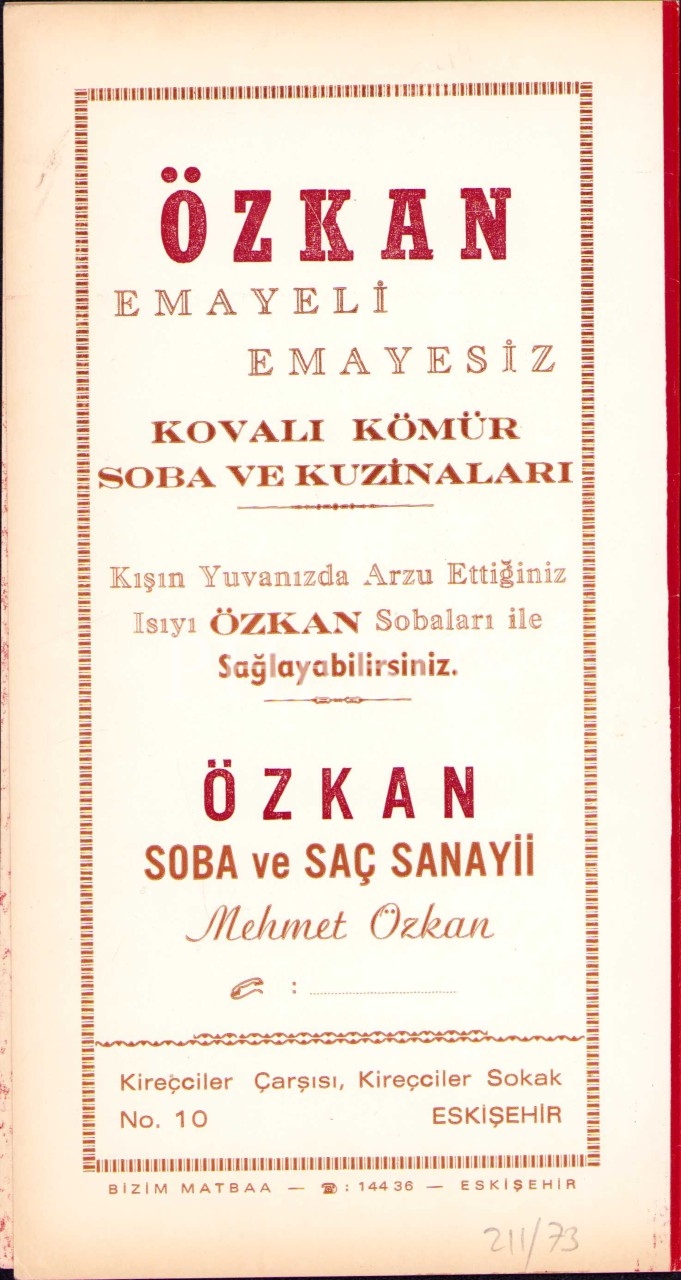 ÖZKAN
EMAYELİ
EMAYESİZ
KOVALI KÖMÜR
SOBA VE KUZİNALARI
Kışın Yuvanızda Arzu Ettiğiniz
Isıyı ÖZKAN Sobaları ile
Sağlayabilirsiniz.
ÖZKAN
SOBA ve SAÇ SANAYİİ
Mehmet Özkan
✆ : ........................
Kireçciler Çarşısı, Kireçciler Sokak
No. 10 ESKİŞEHİR
BİZİM MATBAA — ☎ : 144 36 — ESKİŞEHİR
211/73